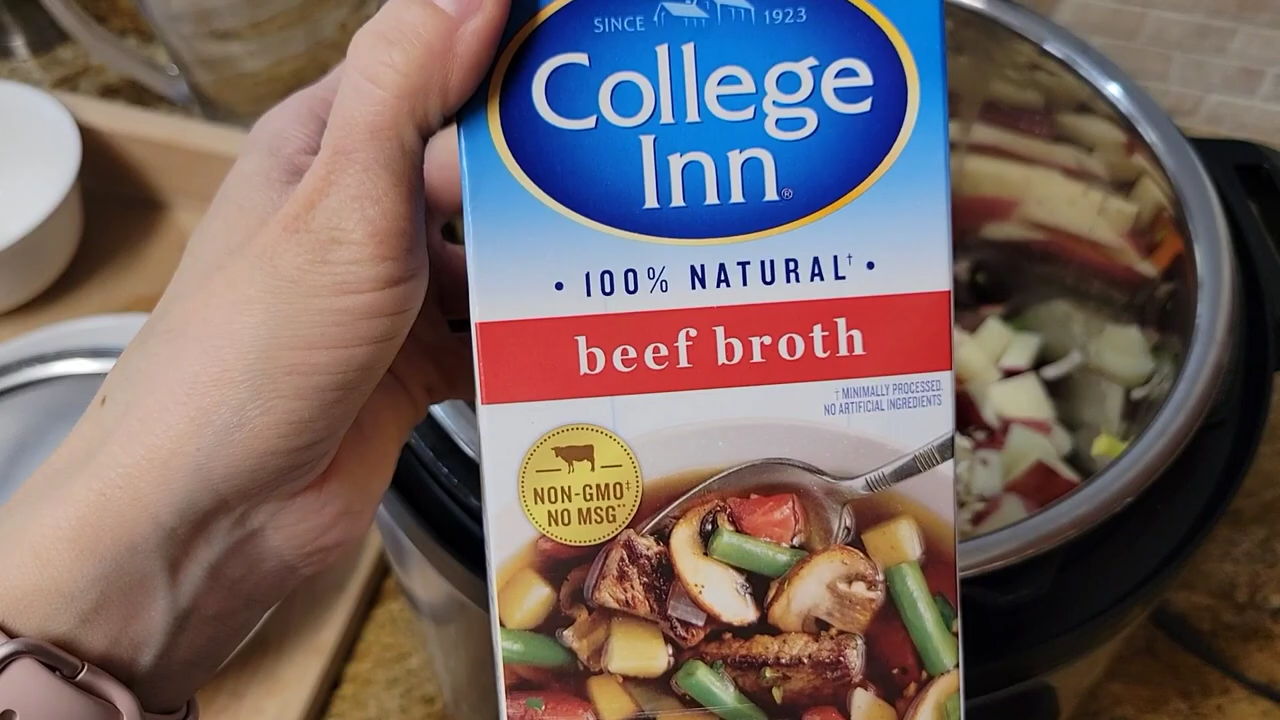 SINCE 1923
College
Inn®
• 100% NATURAL† •
beef broth
† MINIMALLY PROCESSED.
NO ARTIFICIAL INGREDIENTS
NON-GMO‡
NO MSG**